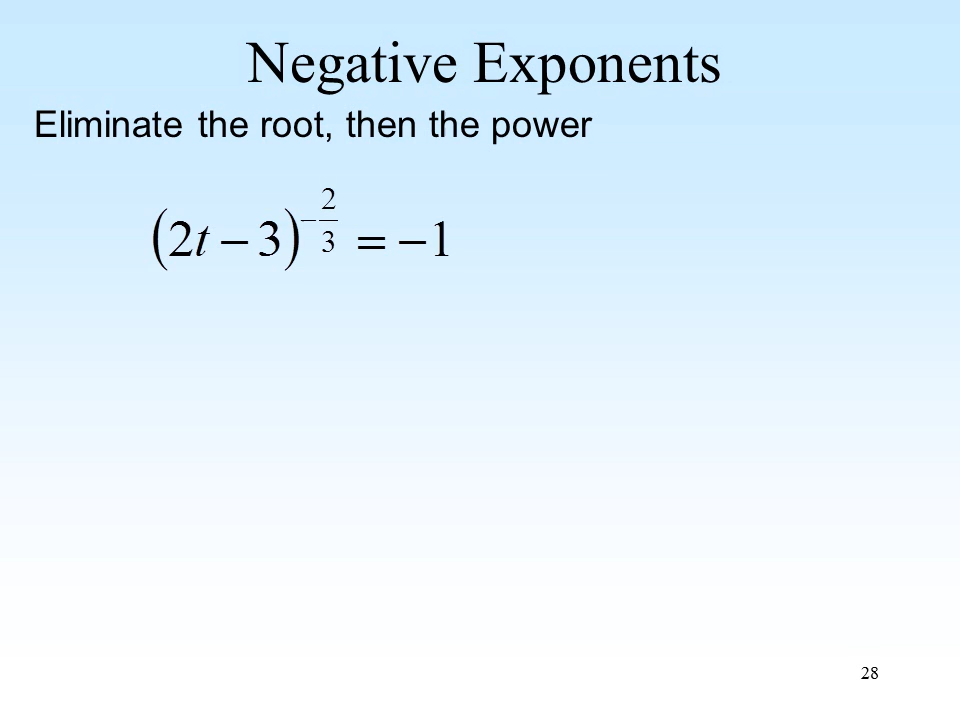 Negative Exponents
Eliminate the root, then the power
(2t − 3)^(−2/3) = −1
28